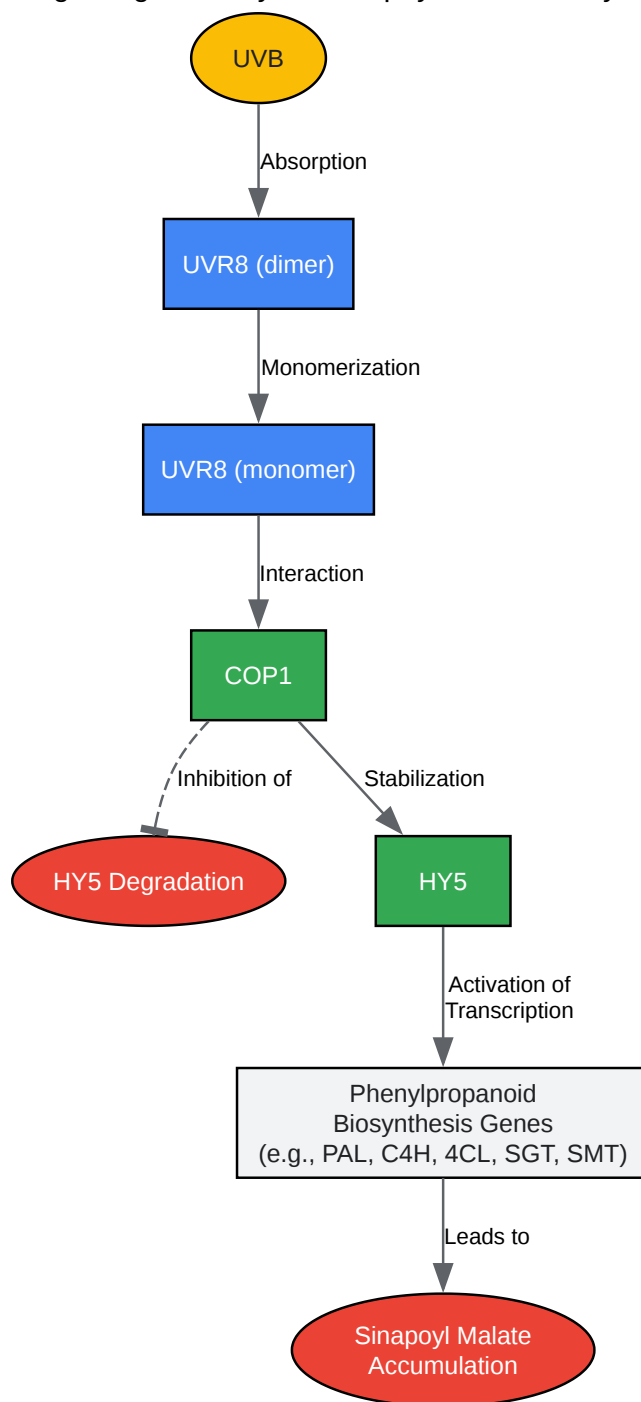 UVB
Absorption
UVR8 (dimer)
Monomerization
UVR8 (monomer)
Interaction
COP1
Inhibition of
Stabilization
HY5 Degradation
HY5
Activation of
Transcription
Phenylpropanoid
Biosynthesis Genes
(e.g., PAL, C4H, 4CL, SGT, SMT)
Leads to
Sinapoyl Malate
Accumulation